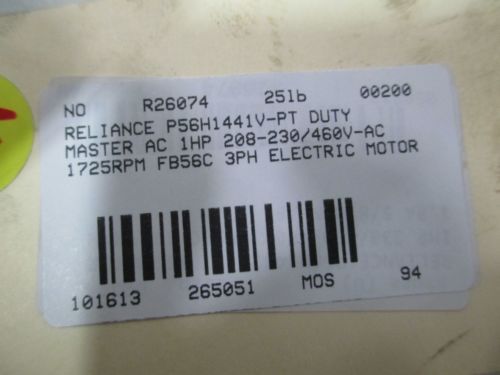 NO R26074 25lb 00200
RELIANCE P56H1441V-PT DUTY
MASTER AC 1HP 208-230/460V-AC
1725RPM FB56C 3PH ELECTRIC MOTOR
101613 265051 MOS 94